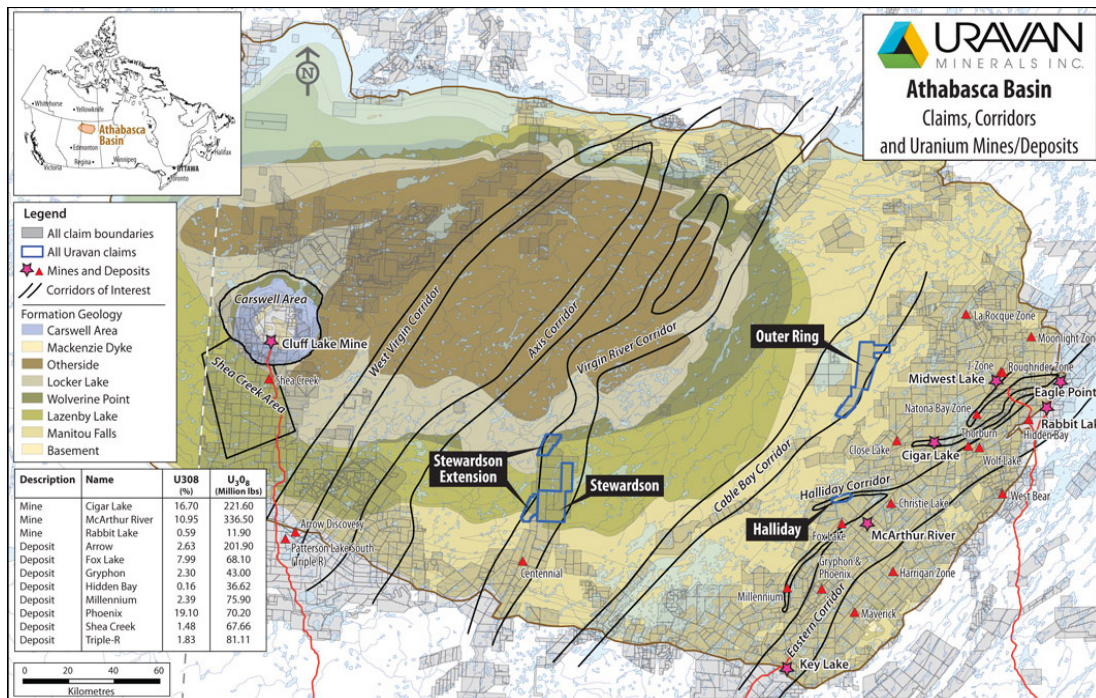 URAVAN
MINERALS INC.
Athabasca Basin
Claims, Corridors
and Uranium Mines/Deposits
N
Whitehorse
Yellowknife
Athabasca
Basin
Edmonton
Victoria
Regina
Winnipeg
OTTAWA
Toronto
Halifax
Legend
All claim boundaries
All Uravan claims
Mines and Deposits
Corridors of Interest
Formation Geology
Carswell Area
Mackenzie Dyke
Otherside
Locker Lake
Wolverine Point
Lazenby Lake
Manitou Falls
Basement
Description Name U308 (%) U3O8 (Million lbs)
Mine Cigar Lake 16.70 221.60
Mine McArthur River 10.95 336.50
Mine Rabbit Lake 0.59 11.90
Deposit Arrow 2.63 201.90
Deposit Fox Lake 7.99 68.10
Deposit Gryphon 2.30 43.00
Deposit Hidden Bay 0.16 36.62
Deposit Millennium 2.39 75.90
Deposit Phoenix 19.10 70.20
Deposit Shea Creek 1.48 67.66
Deposit Triple-R 1.83 81.11
0 20 40 60
Kilometres
Carswell Area
Cluff Lake Mine
Shea Creek
Shea Creek Area
Arrow Discovery
Patterson Lake South
(Triple R)
West Virgin Corridor
Axis Corridor
Virgin River Corridor
Cable Bay Corridor
Stewardson
Extension
Stewardson
Centennial
Outer Ring
La Rocque Zone
Moonlight Zone
J-Zone
Roughrider Zone
Midwest Lake
Eagle Point
Natona Bay Zone
Rabbit Lak
Thorburn
Hidden Bay
Close Lake
Cigar Lake
Wolf Lake
Halliday Corridor
West Bear
Halliday
Christie Lake
Fox Lake
McArthur River
Gryphon &
Phoenix
Harrigan Zone
Millennium
Maverick
Eastern Corridor
Key Lake